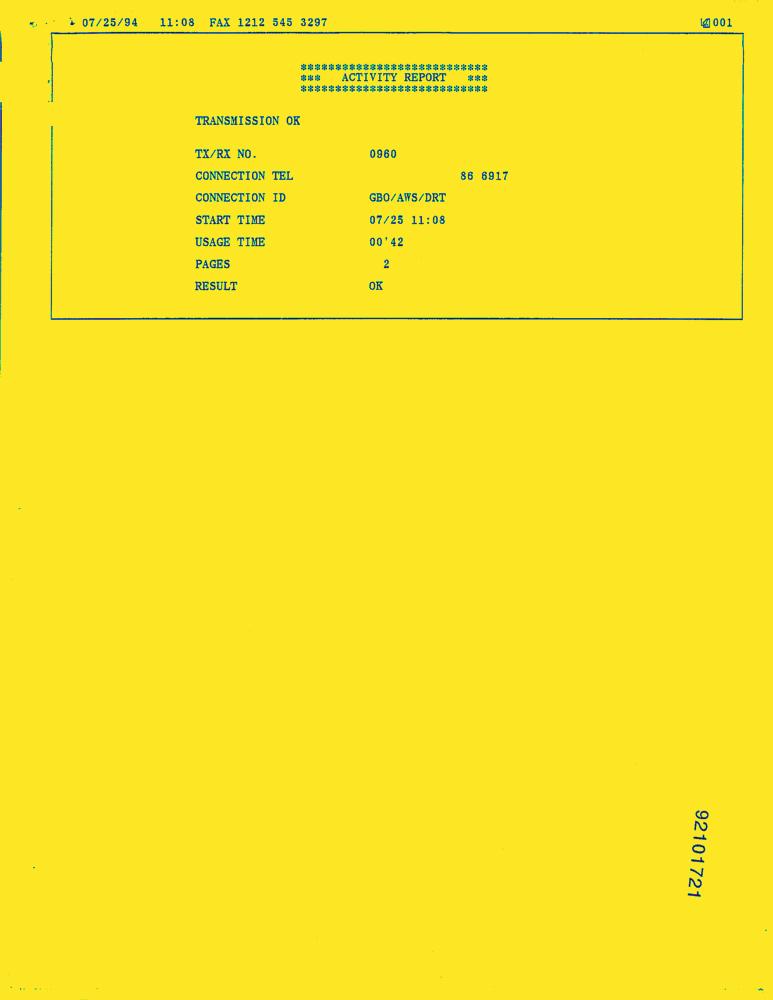 07/25/94 11:08 FAX 1212 545 3297 001
***************************
*** ACTIVITY REPORT ***
***************************
TRANSMISSION OK
TX/RX NO. 0960
CONNECTION TEL 86 6917
CONNECTION ID GBO/AWS/DRT
START TIME 07/25 11:08
USAGE TIME 00'42
PAGES 2
RESULT OK
92101721